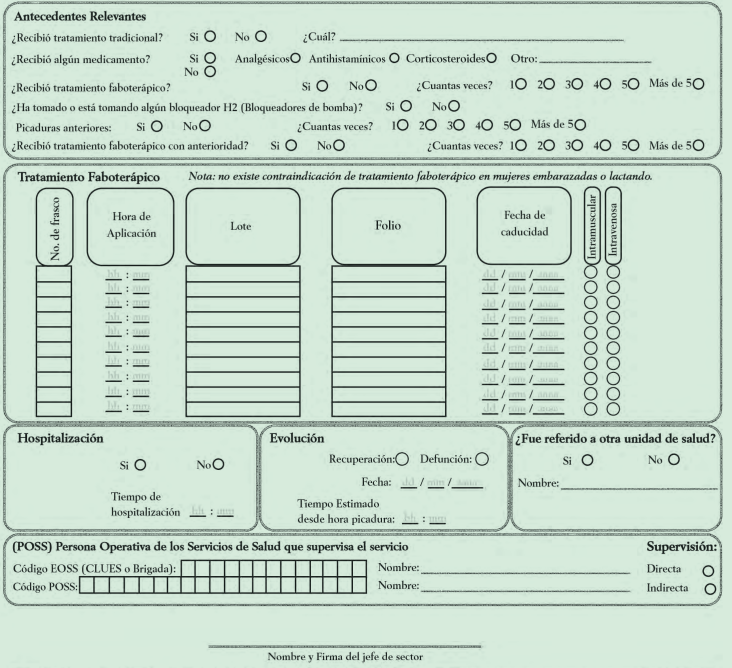 Antecedentes Relevantes
¿Recibió tratamiento tradicional? Si No ¿Cuál?
¿Recibió algún medicamento? Si Analgésicos Antihistamínicos Corticosteroides Otro:
No
¿Recibió tratamiento faboterápico? Si No ¿Cuantas veces? 1 2 3 4 5 Más de 5
¿Ha tomado o está tomando algún bloqueador H2 (Bloqueadores de bomba)? Si No
Picaduras anteriores: Si No ¿Cuantas veces? 1 2 3 4 5 Más de 5
¿Recibió tratamiento faboterápico con anterioridad? Si No ¿Cuantas veces? 1 2 3 4 5 Más de 5
Tratamiento Faboterápico Nota: no existe contraindicación de tratamiento faboterápico en mujeres embarazadas o lactando.
No. de frasco
Hora de
Aplicación
Lote
Folio
Fecha de
caducidad
Intramuscular
Intravenosa
hh : mm dd / mm / aaaa
hh : mm dd / mm / aaaa
hh : mm dd / mm / aaaa
hh : mm dd / mm / aaaa
hh : mm dd / mm / aaaa
hh : mm dd / mm / aaaa
hh : mm dd / mm / aaaa
hh : mm dd / mm / aaaa
hh : mm dd / mm / aaaa
hh : mm dd / mm / aaaa
Hospitalización
Si No
Tiempo de
hospitalización hh : mm
Evolución
Recuperación: Defunción:
Fecha: dd / mm / aaaa
Tiempo Estimado
desde hora picadura: hh : mm
¿Fue referido a otra unidad de salud?
Si No
Nombre:
(POSS) Persona Operativa de los Servicios de Salud que supervisa el servicio Supervisión:
Código EOSS (CLUES o Brigada): Nombre: Directa
Código POSS: Nombre: Indirecta
Nombre y Firma del jefe de sector